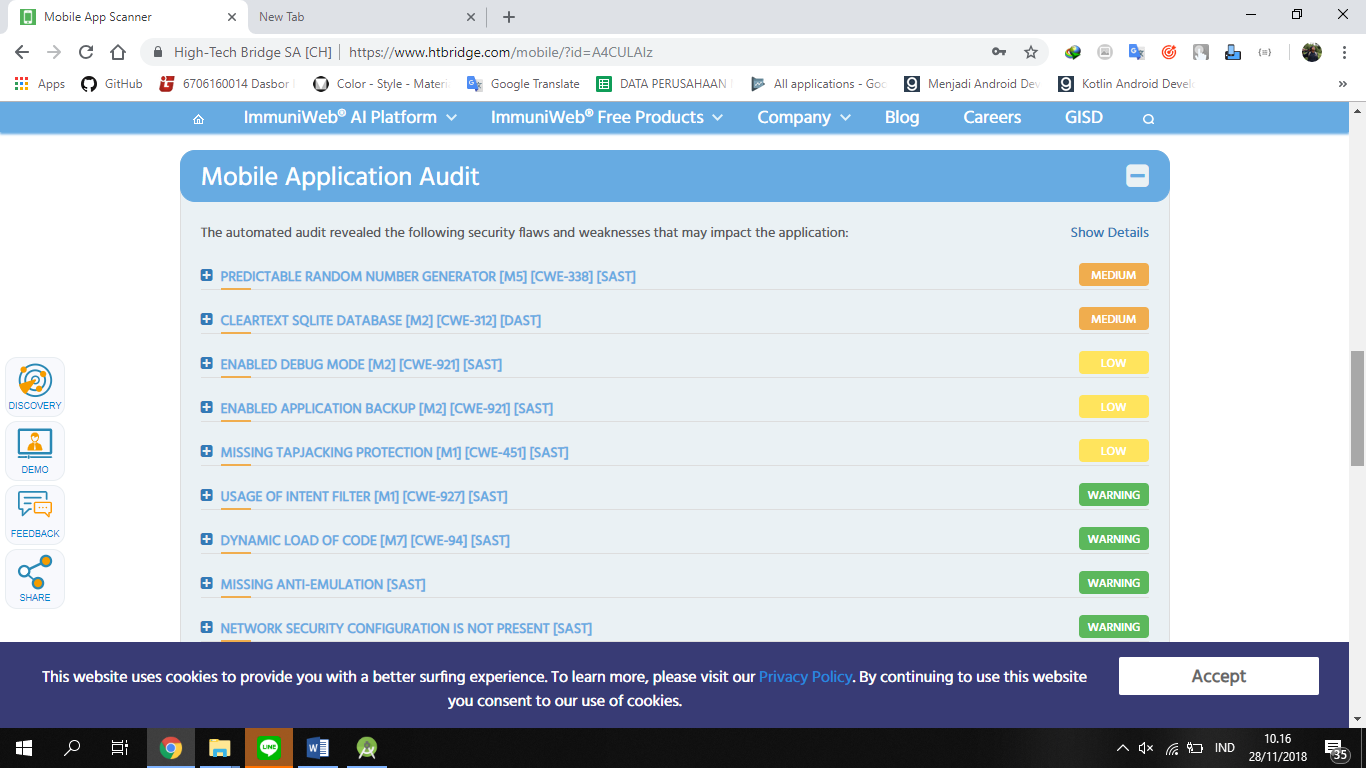 Mobile App Scanner
New Tab
High-Tech Bridge SA [CH] https://www.htbridge.com/mobile/?id=A4CULAlz
Apps GitHub 6706160014 Dasbor Color - Style - Materi Google Translate DATA PERUSAHAAN All applications - Goo Menjadi Android Dev Kotlin Android Develo »
ImmuniWeb® AI Platform ImmuniWeb® Free Products Company Blog Careers GISD
Mobile Application Audit
The automated audit revealed the following security flaws and weaknesses that may impact the application: Show Details
PREDICTABLE RANDOM NUMBER GENERATOR [M5] [CWE-338] [SAST] MEDIUM
CLEARTEXT SQLITE DATABASE [M2] [CWE-312] [DAST] MEDIUM
ENABLED DEBUG MODE [M2] [CWE-921] [SAST] LOW
ENABLED APPLICATION BACKUP [M2] [CWE-921] [SAST] LOW
MISSING TAPJACKING PROTECTION [M1] [CWE-451] [SAST] LOW
USAGE OF INTENT FILTER [M1] [CWE-927] [SAST] WARNING
DYNAMIC LOAD OF CODE [M7] [CWE-94] [SAST] WARNING
MISSING ANTI-EMULATION [SAST] WARNING
NETWORK SECURITY CONFIGURATION IS NOT PRESENT [SAST] WARNING
DISCOVERY
DEMO
FEEDBACK
SHARE
This website uses cookies to provide you with a better surfing experience. To learn more, please visit our Privacy Policy. By continuing to use this website
you consent to our use of cookies.
Accept
LINE
IND
10.16
28/11/2018
35